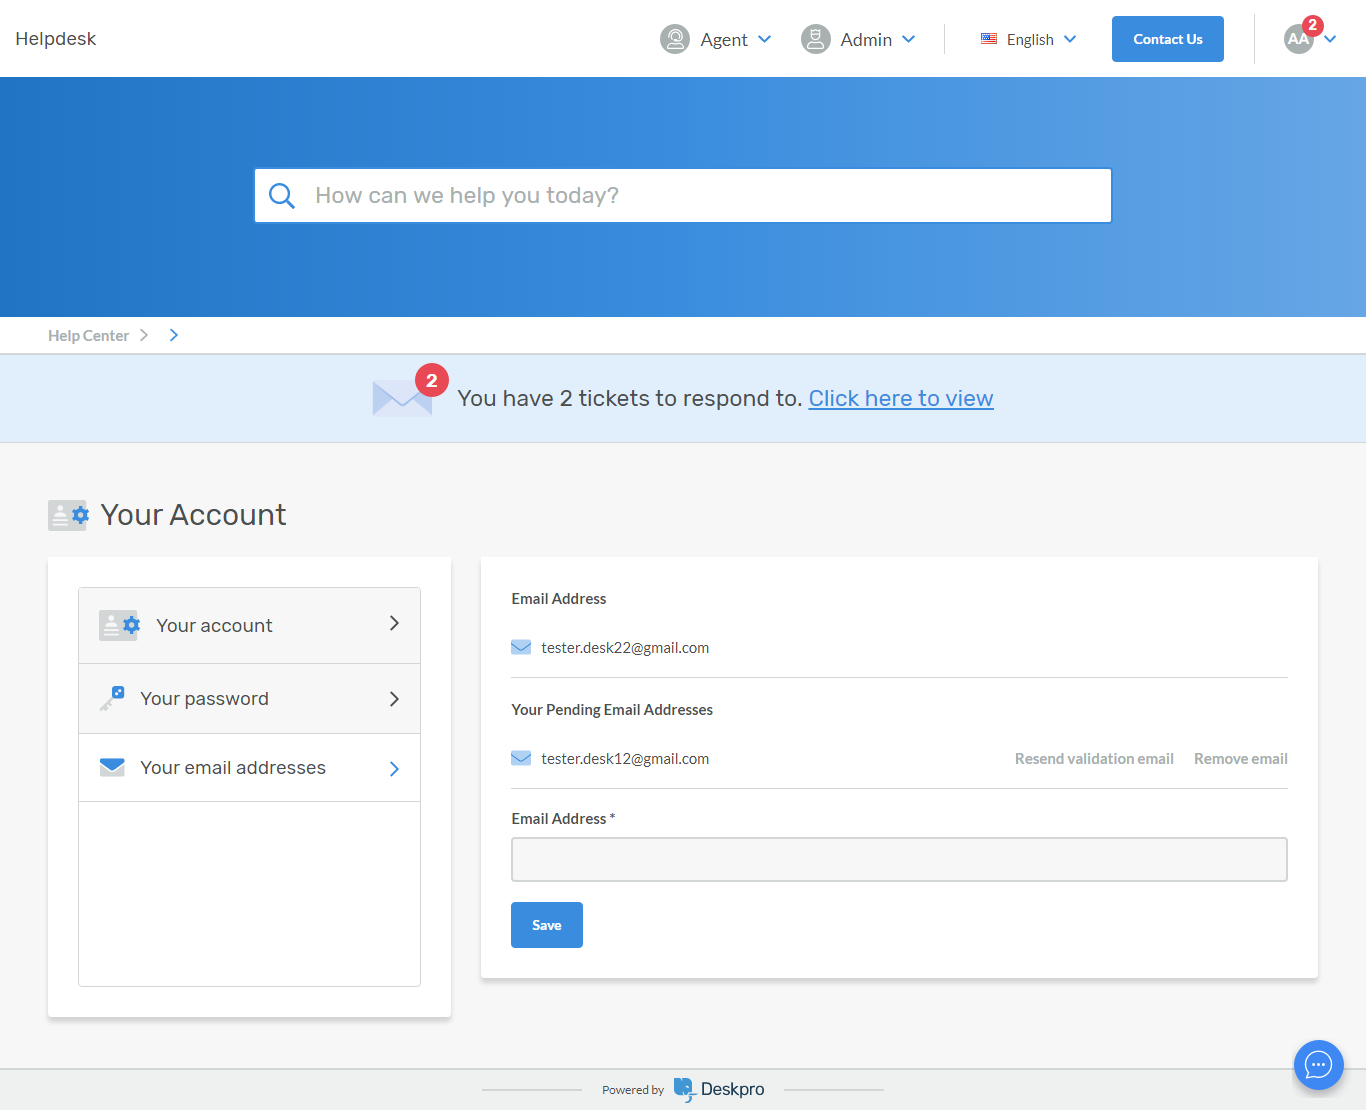 Helpdesk
Agent
Admin
English
Contact Us
AA
2
How can we help you today?
Help Center
2
You have 2 tickets to respond to. Click here to view
Your Account
Your account
Your password
Your email addresses
Email Address
tester.desk22@gmail.com
Your Pending Email Addresses
tester.desk12@gmail.com
Resend validation email
Remove email
Email Address *
Save
Powered by Deskpro